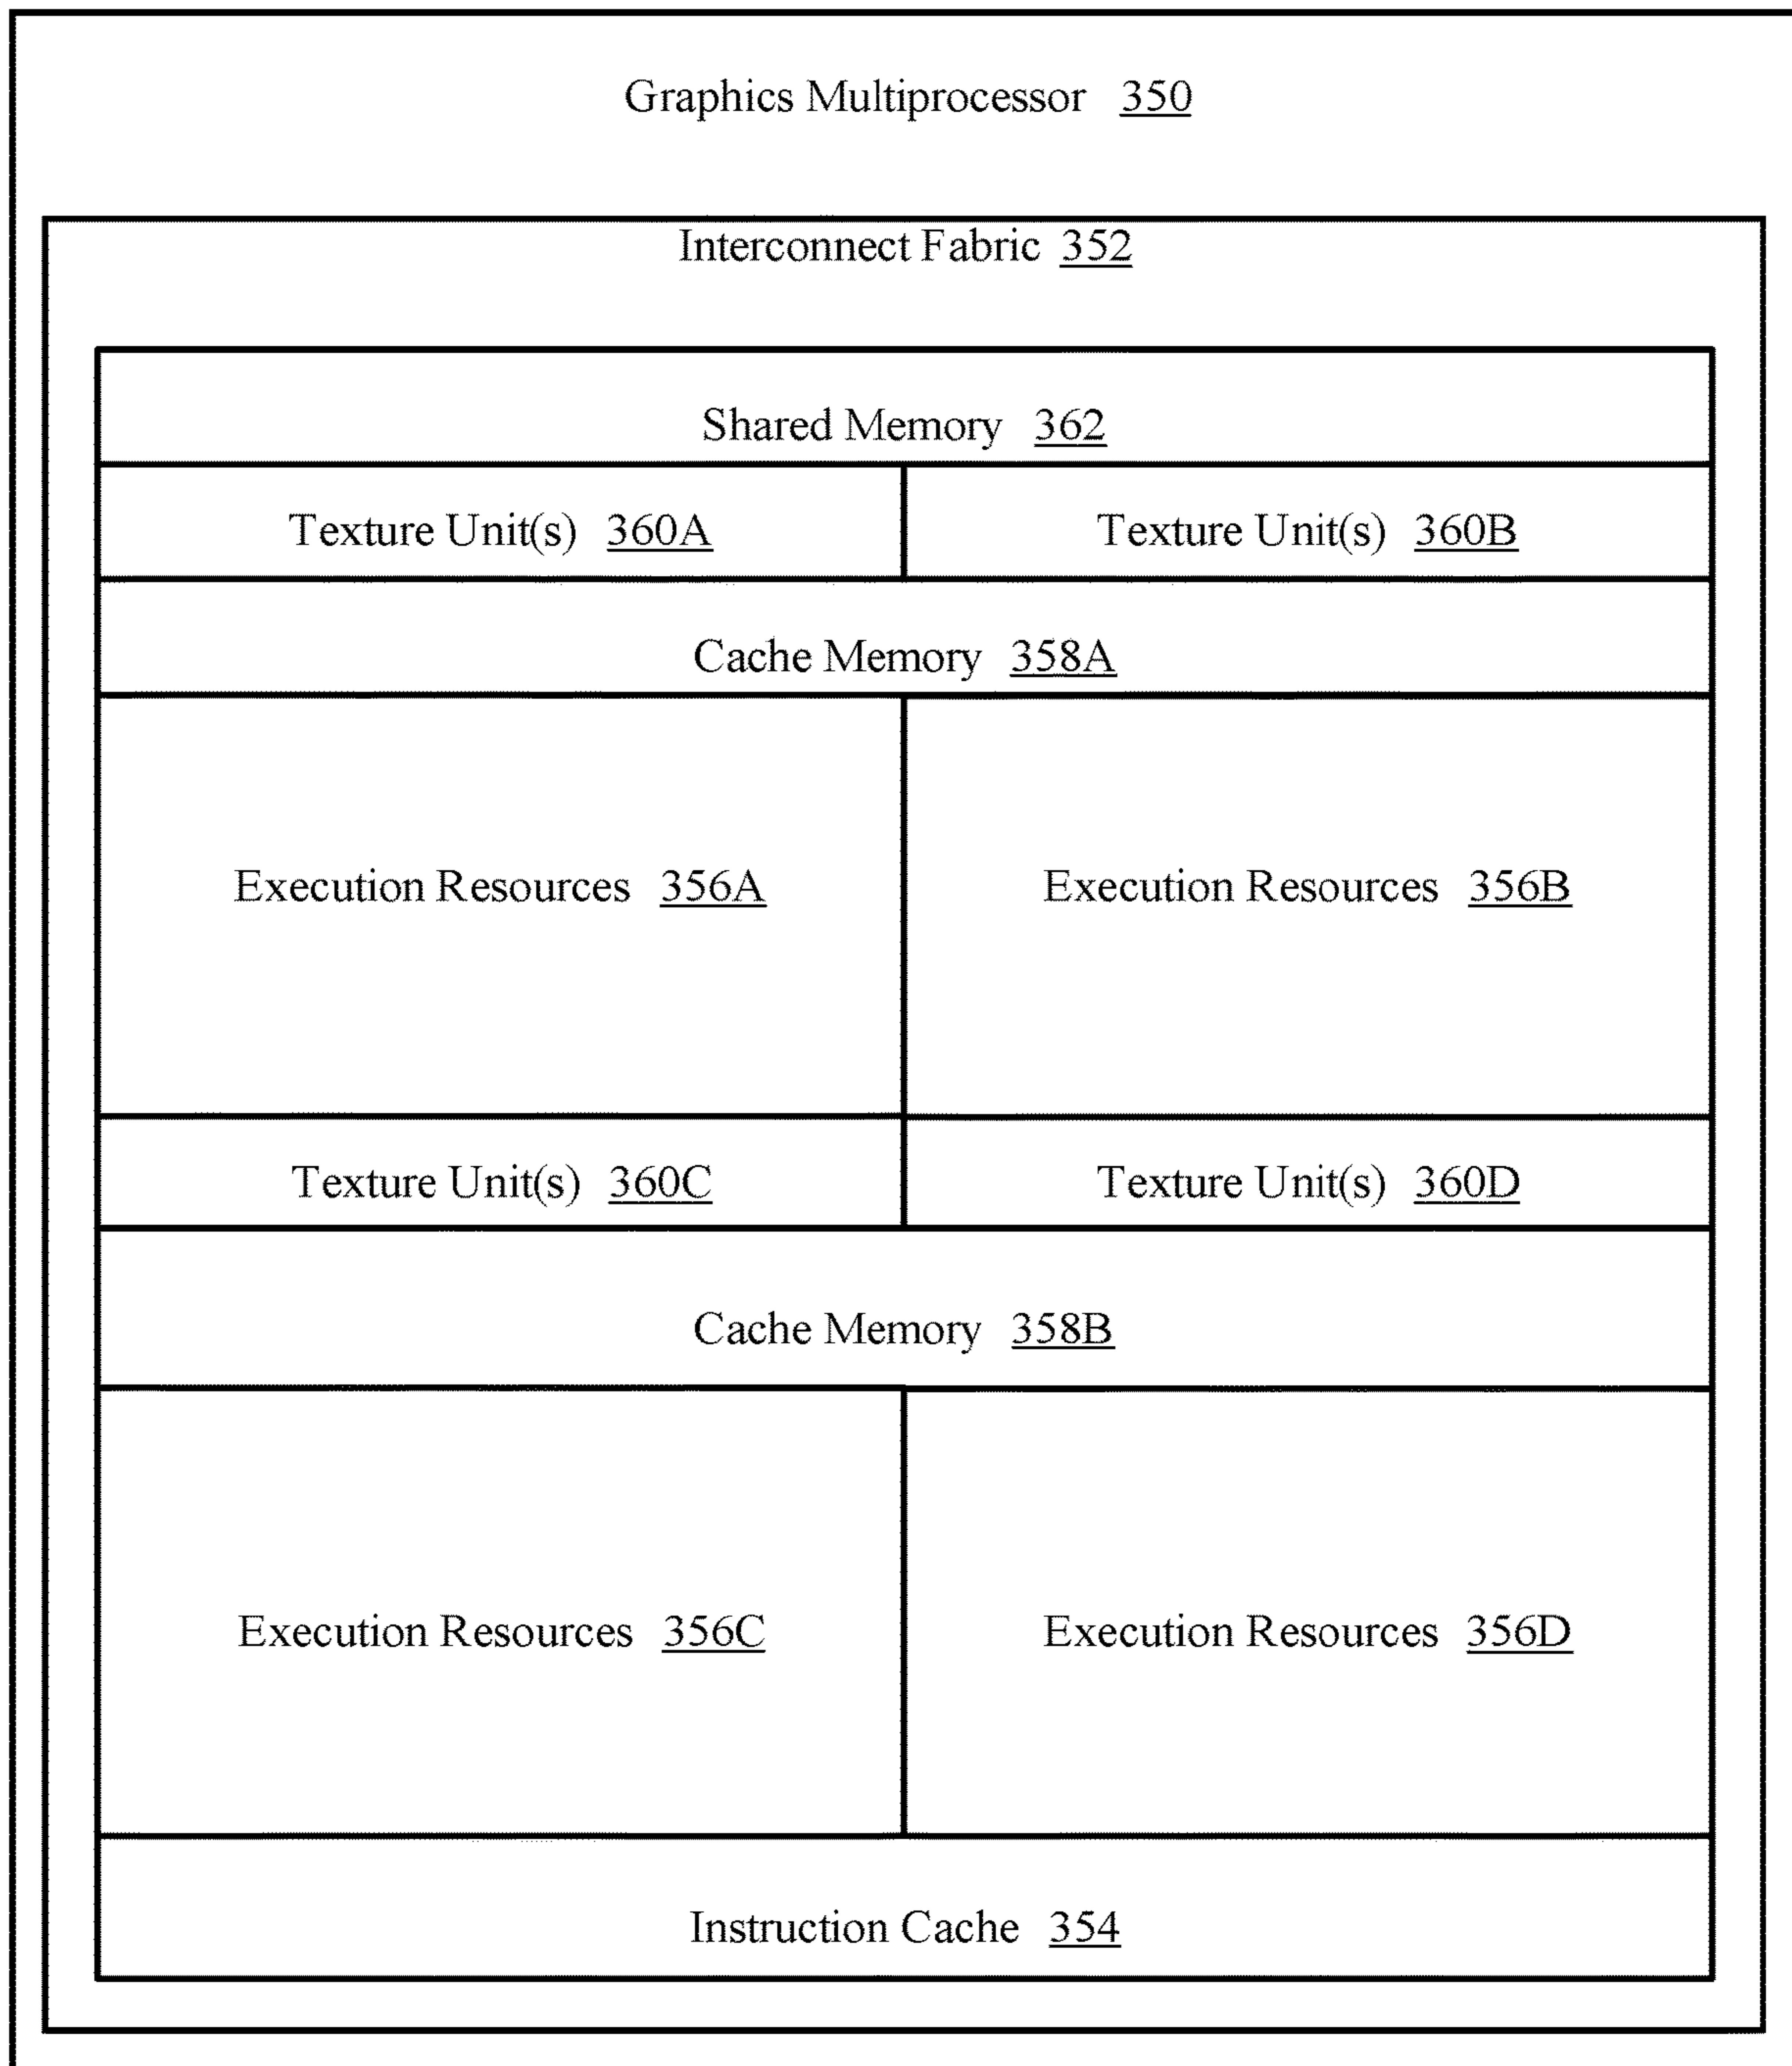 Graphics Multiprocessor 350
Interconnect Fabric 352
Shared Memory 362
Texture Unit(s) 360A
Texture Unit(s) 360B
Cache Memory 358A
Execution Resources 356A
Execution Resources 356B
Texture Unit(s) 360C
Texture Unit(s) 360D
Cache Memory 358B
Execution Resources 356C
Execution Resources 356D
Instruction Cache 354